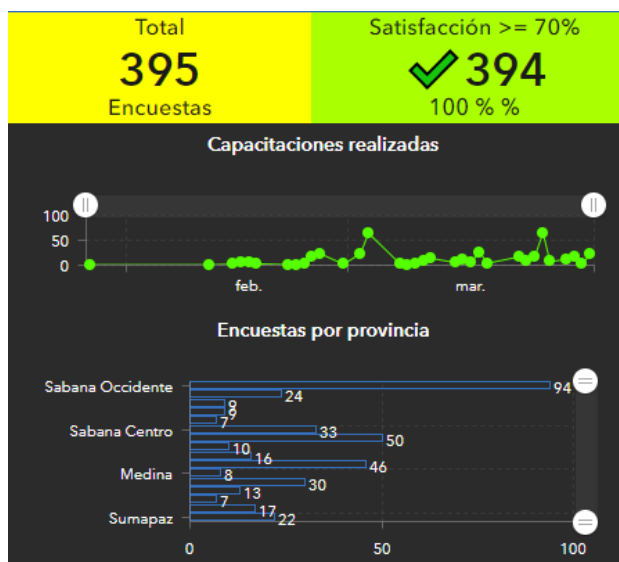 Total
395
Encuestas
Satisfacción >= 70%
394
100 % %
Capacitaciones realizadas
100
50
0
feb.
mar.
Encuestas por provincia
Sabana Occidente
94
24
9
9
7
Sabana Centro
33
50
10
16
46
Medina
8
30
13
7
17
Sumapaz
22
0
50
100